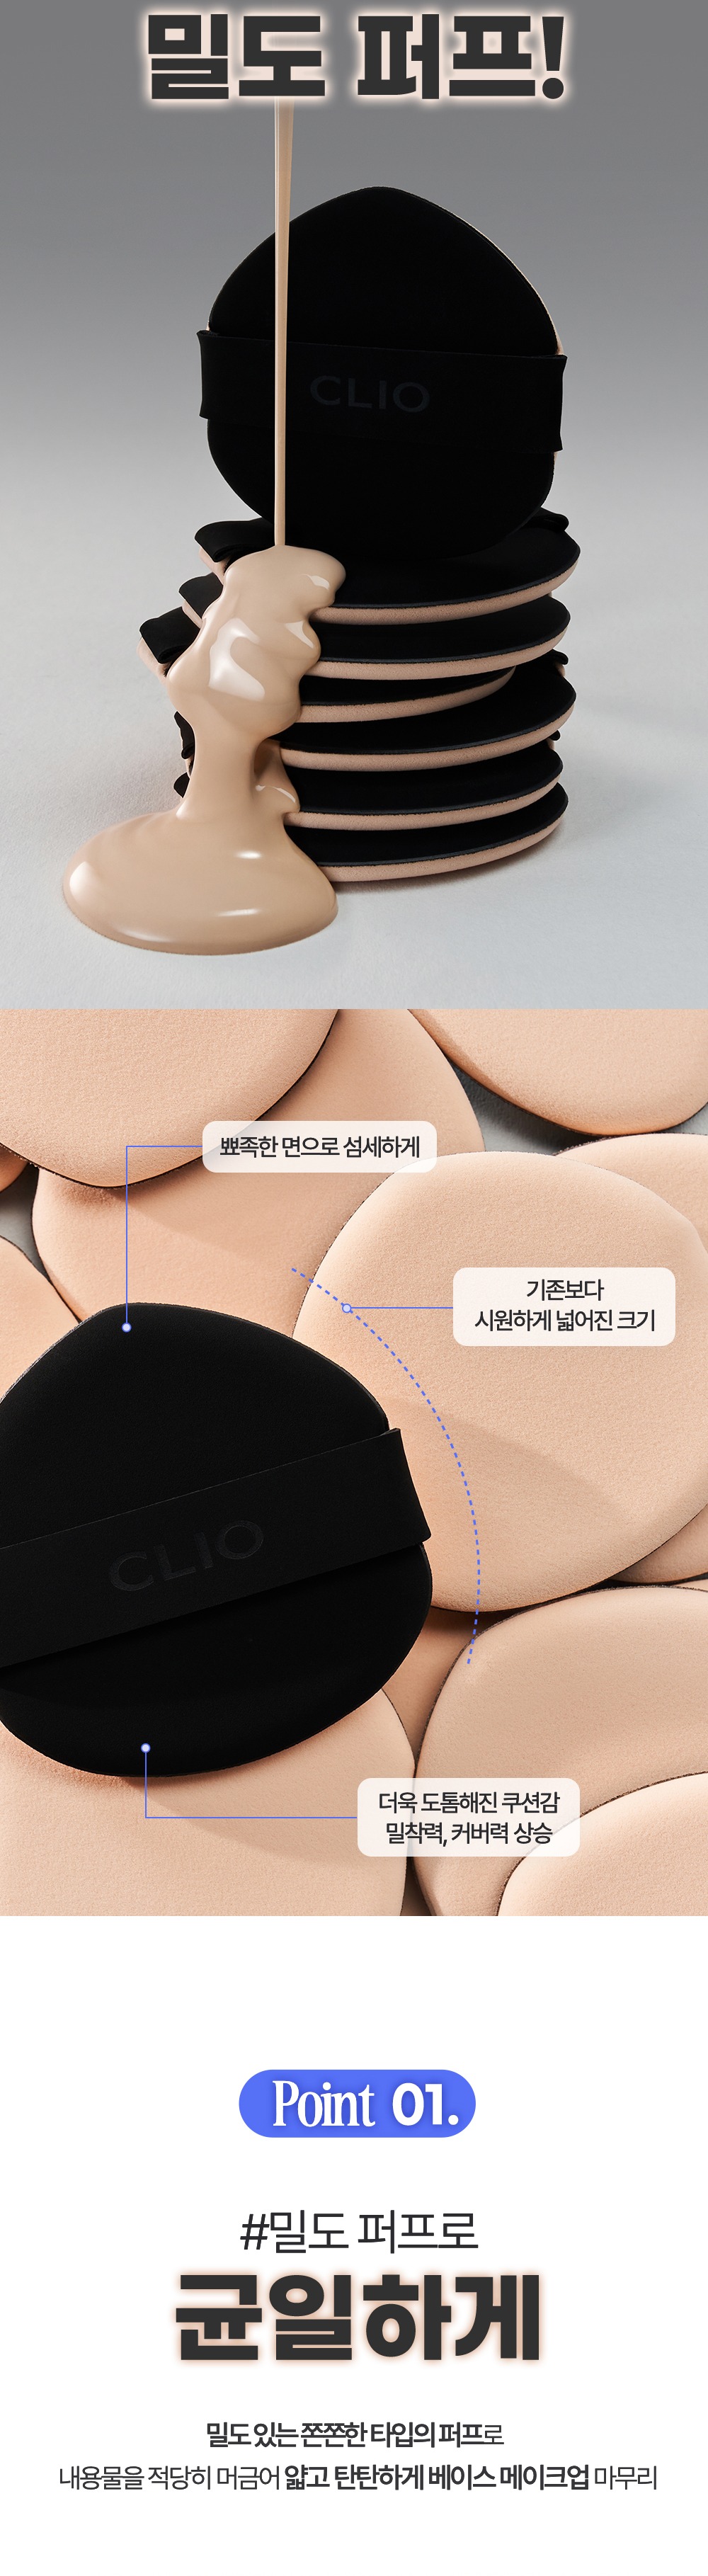 밀도 퍼프!
CLIO
뾰족한 면으로 섬세하게
기존보다
시원하게 넓어진 크기
CLIO
더욱 도톰해진 쿠션감
밀착력, 커버력 상승
Point 01.
#밀도 퍼프로
균일하게
밀도 있는 쫀쫀한 타입의 퍼프로
내용물을 적당히 머금어 얇고 탄탄하게 베이스 메이크업 마무리